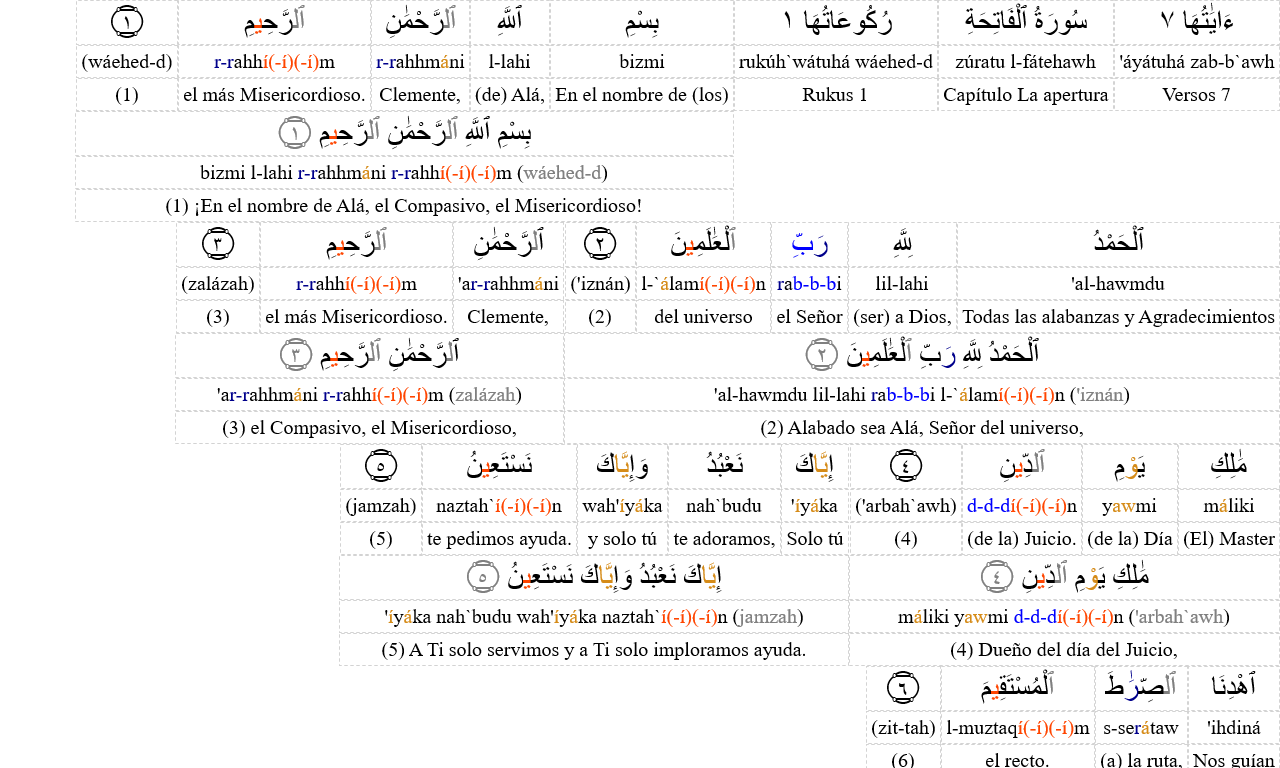 ءَايَٰتُهَا ٧ سُورَةُ ٱلْفَاتِحَةِ رُكُوعَاتُهَا ١ بِسْمِ ٱللَّهِ ٱلرَّحْمَٰنِ ٱلرَّحِيمِ ١
(wáehed-d) r-rahhí(-í)(-í)m r-rahhmáni l-lahi bizmi rukúh`wátuhá wáehed-d zúratu l-fátehawh 'áyátuhá zab-b`awh
(1) el más Misericordioso. Clemente, (de) Alá, En el nombre de (los) Rukus 1 Capítulo La apertura Versos 7
بِسْمِ ٱللَّهِ ٱلرَّحْمَٰنِ ٱلرَّحِيمِ ١
bizmi l-lahi r-rahhmáni r-rahhí(-í)(-í)m (wáehed-d)
(1) ¡En el nombre de Alá, el Compasivo, el Misericordioso!
ٱلْحَمْدُ لِلَّهِ رَبِّ ٱلْعَٰلَمِينَ ٢ ٱلرَّحْمَٰنِ ٱلرَّحِيمِ ٣
(zalázah) r-rahhí(-í)(-í)m 'ar-rahhmáni ('iznán) l-`álamí(-í)(-í)n rab-b-bi lil-lahi 'al-hawmdu
(3) el más Misericordioso. Clemente, (2) del universo el Señor (ser) a Dios, Todas las alabanzas y Agradecimientos
ٱلْحَمْدُ لِلَّهِ رَبِّ ٱلْعَٰلَمِينَ ٢ ٱلرَّحْمَٰنِ ٱلرَّحِيمِ ٣
'ar-rahhmáni r-rahhí(-í)(-í)m (zalázah) 'al-hawmdu lil-lahi rab-b-bi l-`álamí(-í)(-í)n ('iznán)
(3) el Compasivo, el Misericordioso, (2) Alabado sea Alá, Señor del universo,
مَٰلِكِ يَوْمِ ٱلدِّينِ ٤ إِيَّاكَ نَعْبُدُ وَإِيَّاكَ نَسْتَعِينُ ٥
(jamzah) naztah`í(-í)(-í)n wah'íyáka nah`budu 'íyáka ('arbah`awh) d-d-dí(-í)(-í)n yawmi máliki
(5) te pedimos ayuda. y solo tú te adoramos, Solo tú (4) (de la) Juicio. (de la) Día (El) Master
مَٰلِكِ يَوْمِ ٱلدِّينِ ٤ إِيَّاكَ نَعْبُدُ وَإِيَّاكَ نَسْتَعِينُ ٥
'íyáka nah`budu wah'íyáka naztah`í(-í)(-í)n (jamzah) máliki yawmi d-d-dí(-í)(-í)n ('arbah`awh)
(5) A Ti solo servimos y a Ti solo imploramos ayuda. (4) Dueño del día del Juicio,
ٱهْدِنَا ٱلصِّرَٰطَ ٱلْمُسْتَقِيمَ ٦
(zit-tah) l-muztaqí(-í)(-í)m s-serátaw 'ihdiná
(6) el recto. (a) la ruta, Nos guían